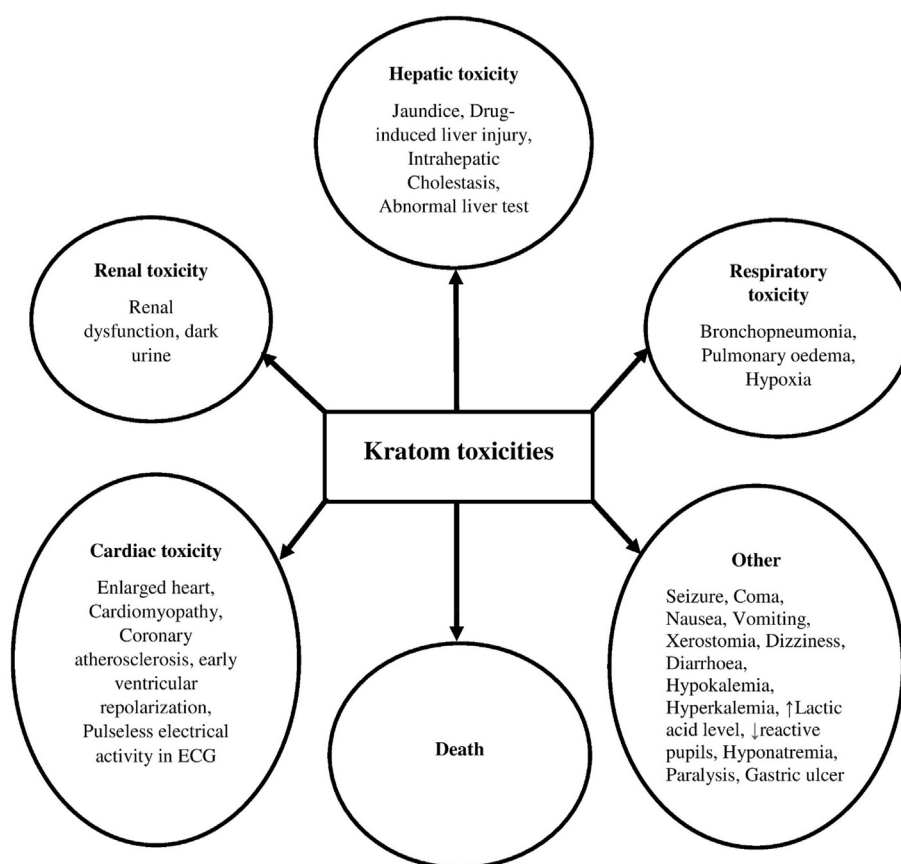 Hepatic toxicity
Jaundice, Drug-
induced liver injury,
Intrahepatic
Cholestasis,
Abnormal liver test
Renal toxicity
Renal
dysfunction, dark
urine
Respiratory
toxicity
Bronchopneumonia,
Pulmonary oedema,
Hypoxia
Kratom toxicities
Cardiac toxicity
Enlarged heart,
Cardiomyopathy,
Coronary
atherosclerosis, early
ventricular
repolarization,
Pulseless electrical
activity in ECG
Death
Other
Seizure, Coma,
Nausea, Vomiting,
Xerostomia, Dizziness,
Diarrhoea,
Hypokalemia,
Hyperkalemia, ↑Lactic
acid level, ↓reactive
pupils, Hyponatremia,
Paralysis, Gastric ulcer